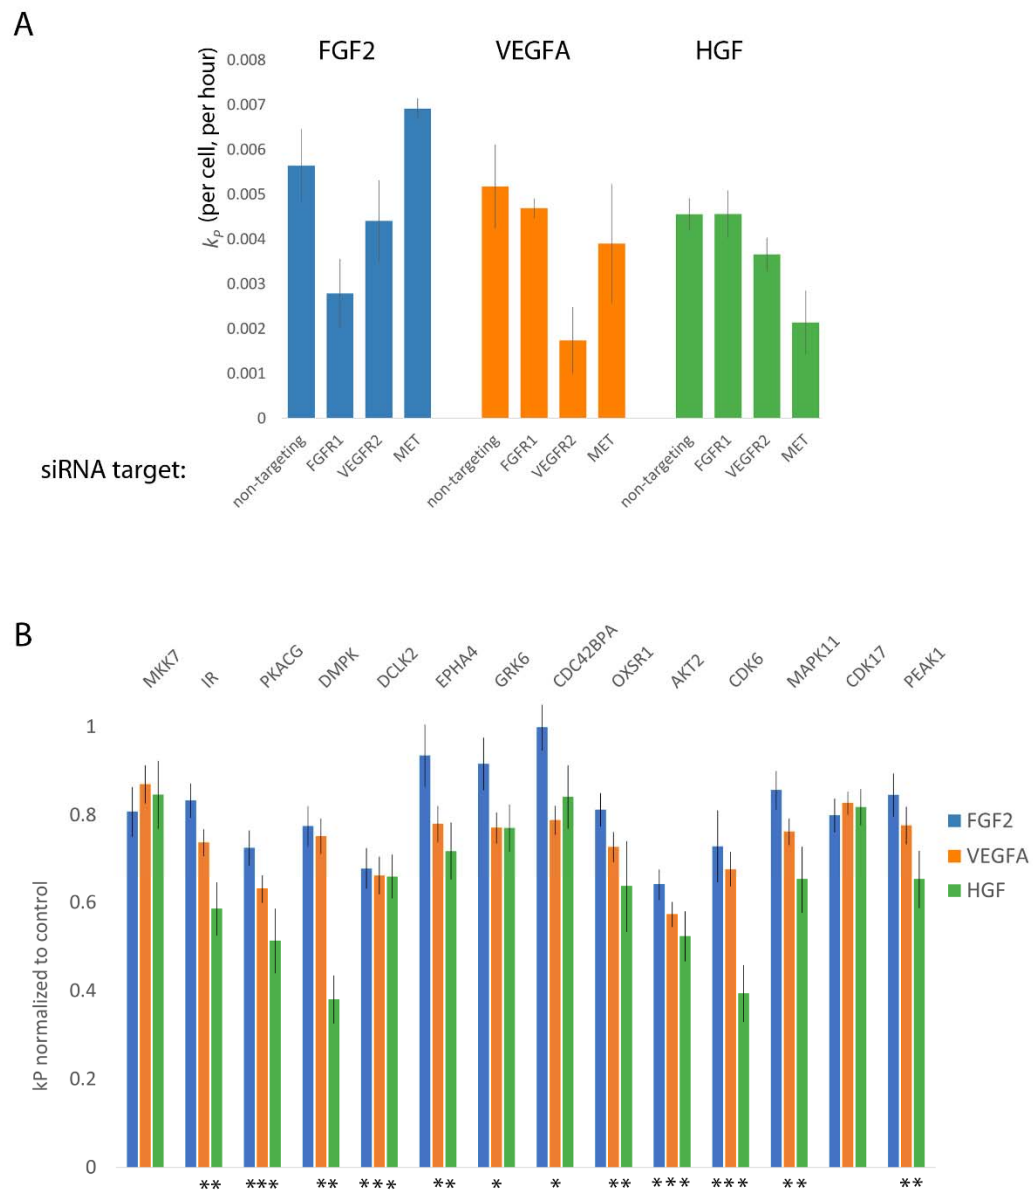 A
FGF2 VEGFA HGF
0.008
0.007
0.006
0.005
0.004
0.003
0.002
0.001
0
kP (per cell, per hour)
siRNA target:
non-targeting FGFR1 VEGFR2 MET non-targeting FGFR1 VEGFR2 MET non-targeting FGFR1 VEGFR2 MET
B
MKK7 IR PKACG DMPK DCLK2 EPHA4 GRK6 CDC42BPA OXSR1 AKT2 CDK6 MAPK11 CDK17 PEAK1
1
0.8
0.6
0.4
0.2
0
kP normalized to control
FGF2
VEGFA
HGF
** *** ** *** ** * * ** *** *** ** **